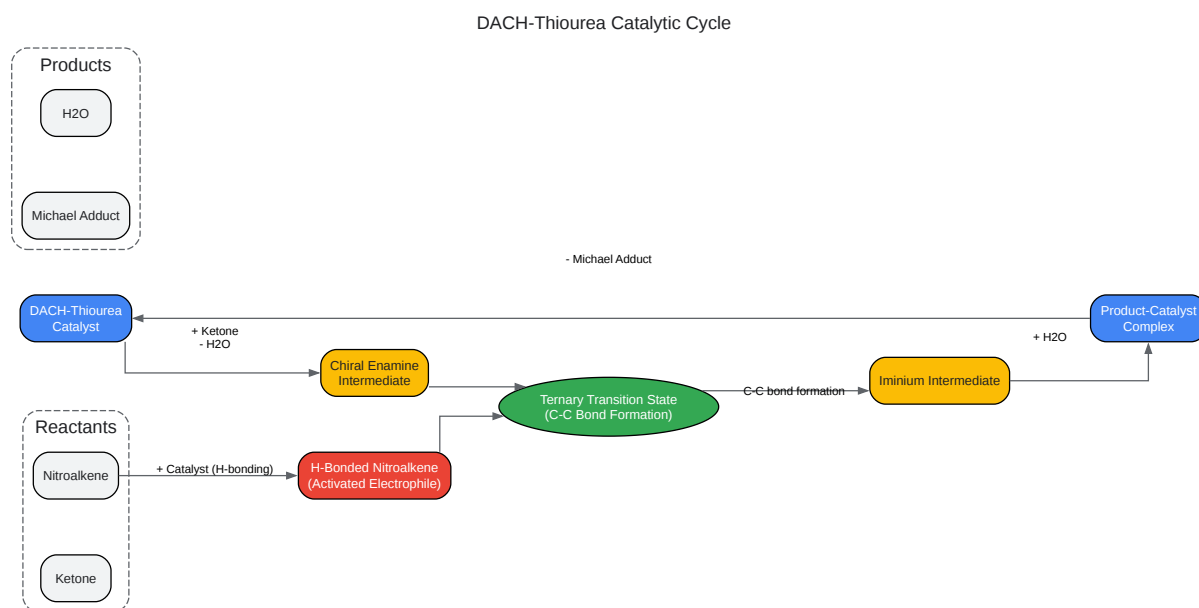 DACH-Thiourea Catalytic Cycle
Products
H2O
Michael Adduct
- Michael Adduct
DACH-Thiourea
Catalyst
Product-Catalyst
Complex
+ Ketone
- H2O
+ H2O
Chiral Enamine
Intermediate
Ternary Transition State
(C-C Bond Formation)
C-C bond formation
Iminium Intermediate
Reactants
Nitroalkene
+ Catalyst (H-bonding)
H-Bonded Nitroalkene
(Activated Electrophile)
Ketone